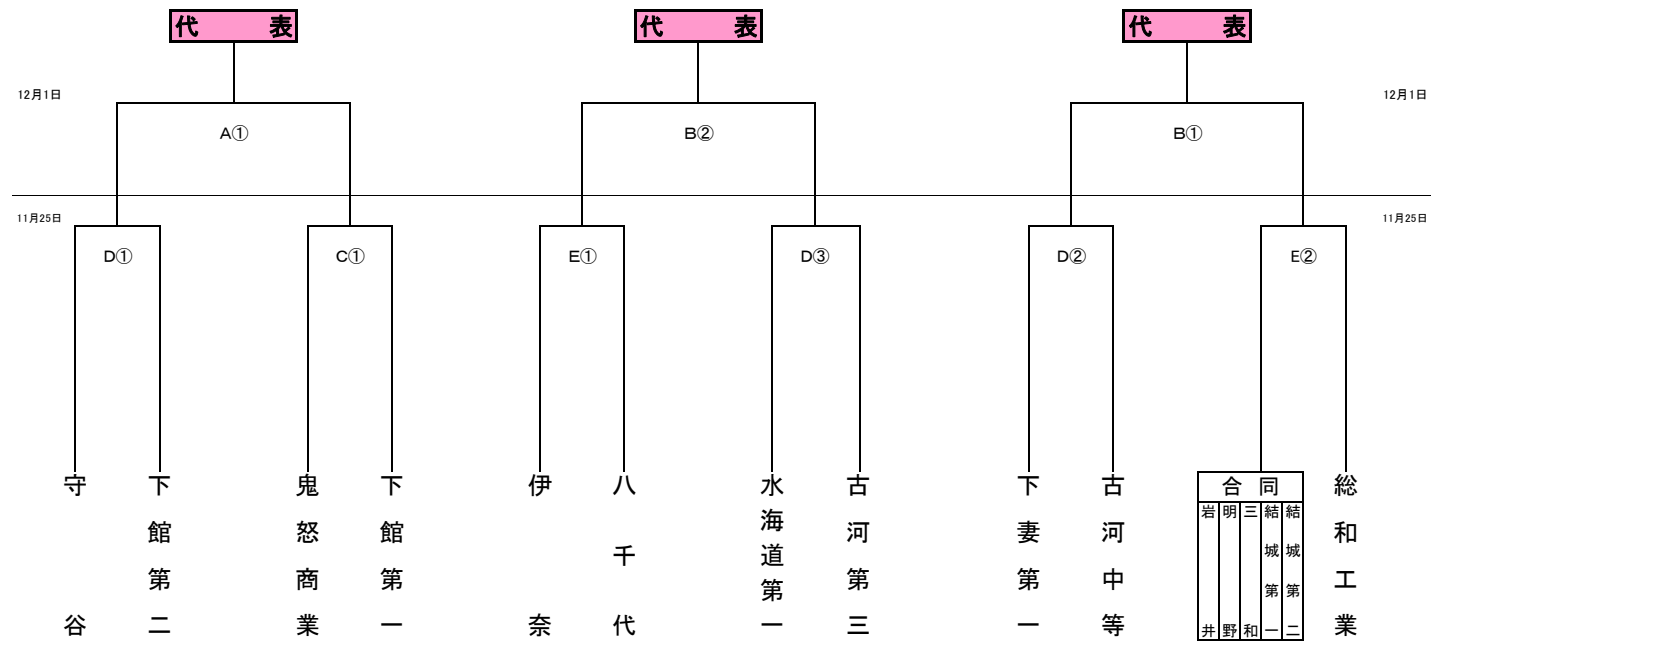 代 表
代 表
代 表
12月1日
12月1日
A①
B②
B①
11月25日
11月25日
D①
C①
E①
D③
D②
E②
守谷
下館第二
鬼怒商業
下館第一
伊奈
八千代
水海道第一
古河第三
下妻第一
古河中等
合同
岩井
明野
三和
結城第一
結城第二
総和工業